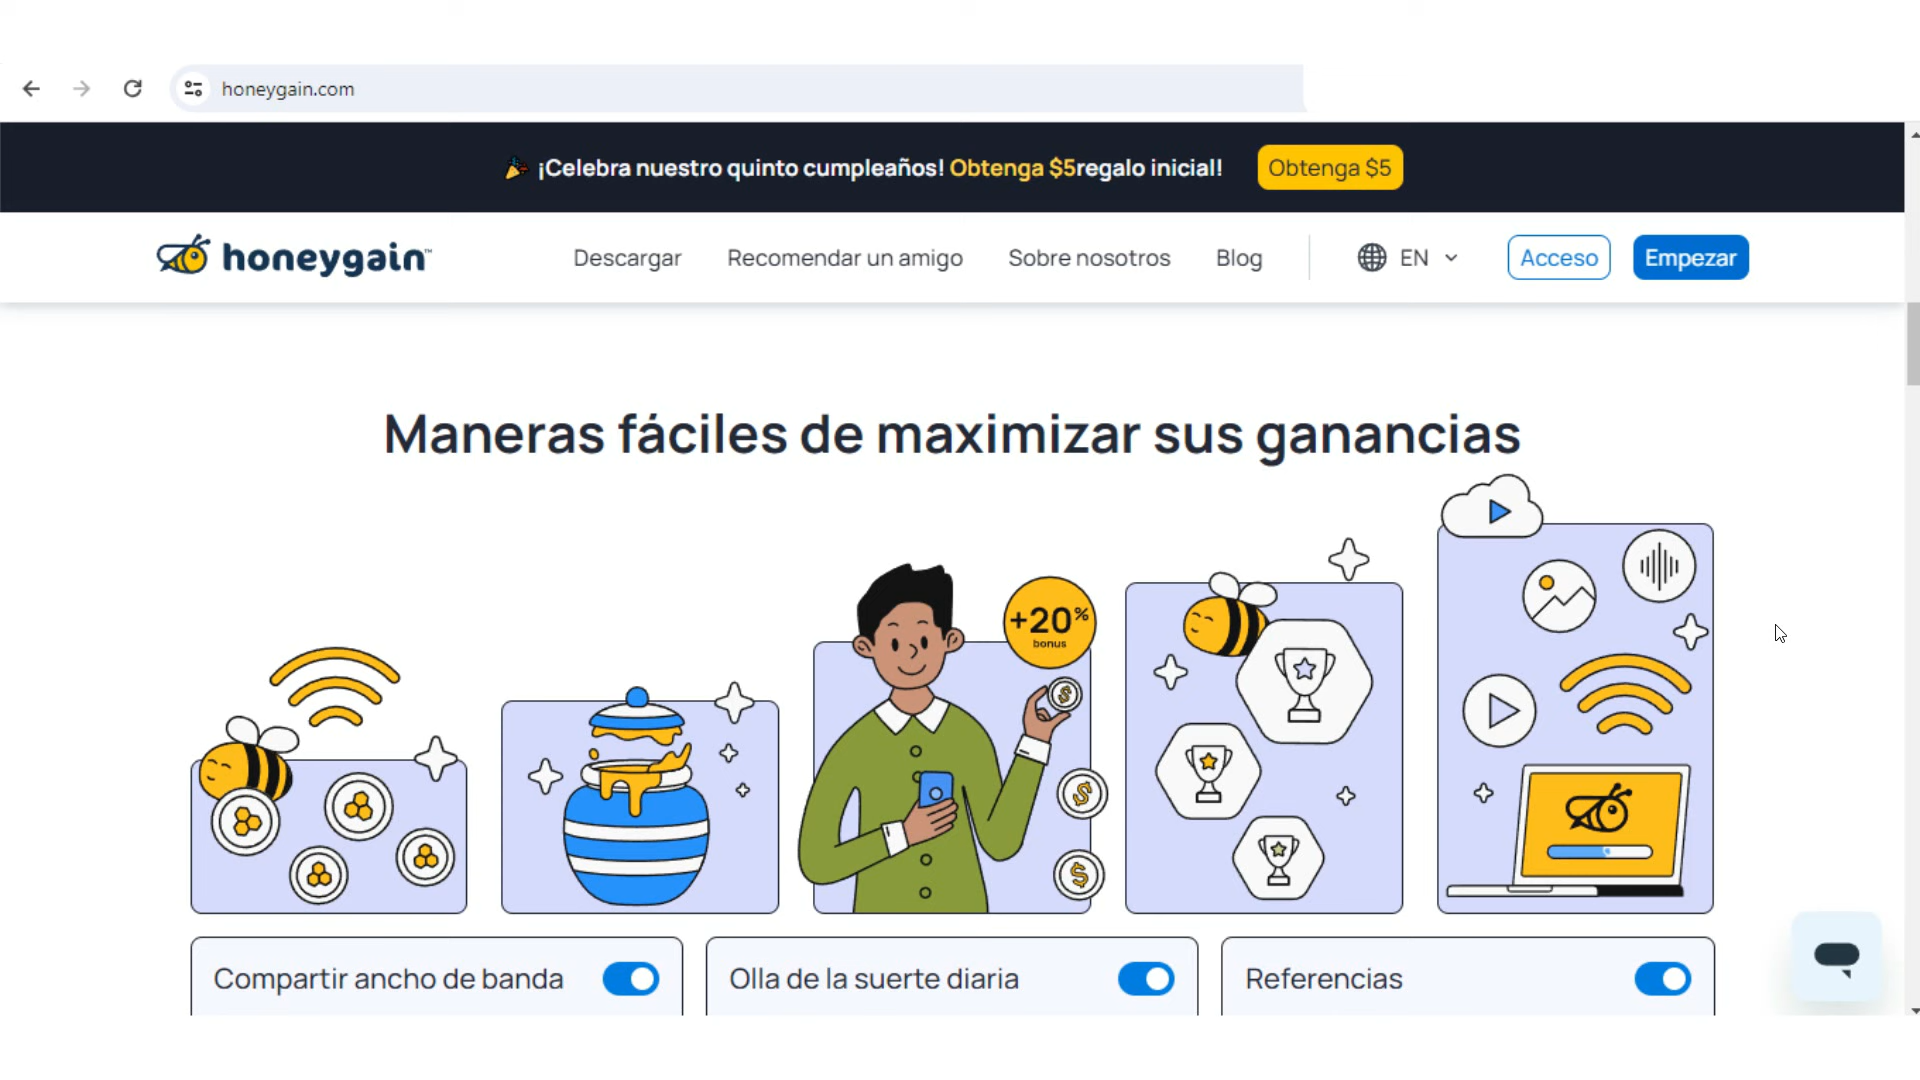 honeygain.com
¡Celebra nuestro quinto cumpleaños! Obtenga $5regalo inicial!
Obtenga $5
honeygain™
Descargar
Recomendar un amigo
Sobre nosotros
Blog
EN
Acceso
Empezar
Maneras fáciles de maximizar sus ganancias
+20%
bonus
Compartir ancho de banda
Olla de la suerte diaria
Referencias